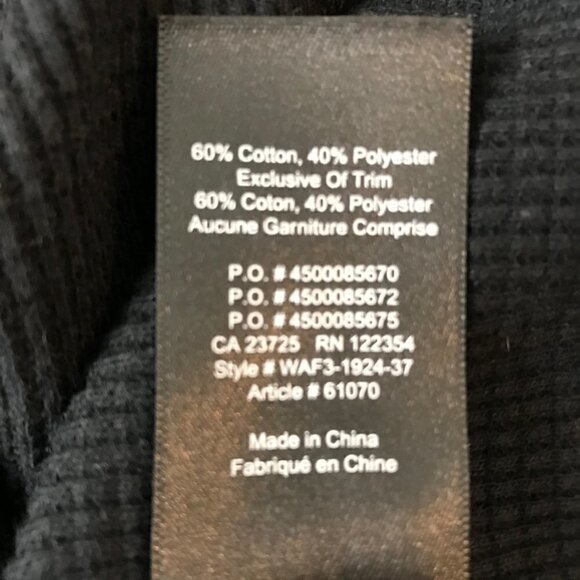 60% Cotton, 40% Polyester
Exclusive Of Trim
60% Coton, 40% Polyester
Aucune Garniture Comprise
P.O. # 4500085670
P.O. # 4500085672
P.O. # 4500085675
CA 23725 RN 122354
Style # WAF3-1924-37
Article # 61070
Made in China
Fabriqué en Chine